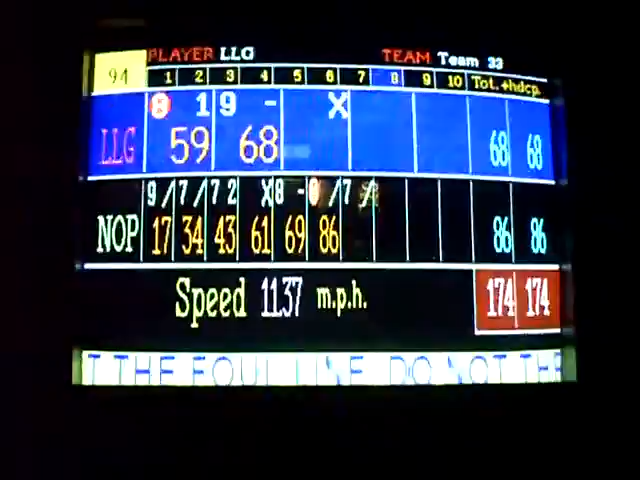 PLAYER LLG TEAM Team 33
94 1 2 3 4 5 6 7 8 9 10 Tot. +hdcp.
8 1 9 - X
LLG 59 68 68 68
9 / 7 / 7 2 X 8 - 6 / 7 /
NOP 17 34 43 61 69 86 86 86
Speed 11.37 m.p.h. 174 174
T THE FOUL LINE DO NOT THR